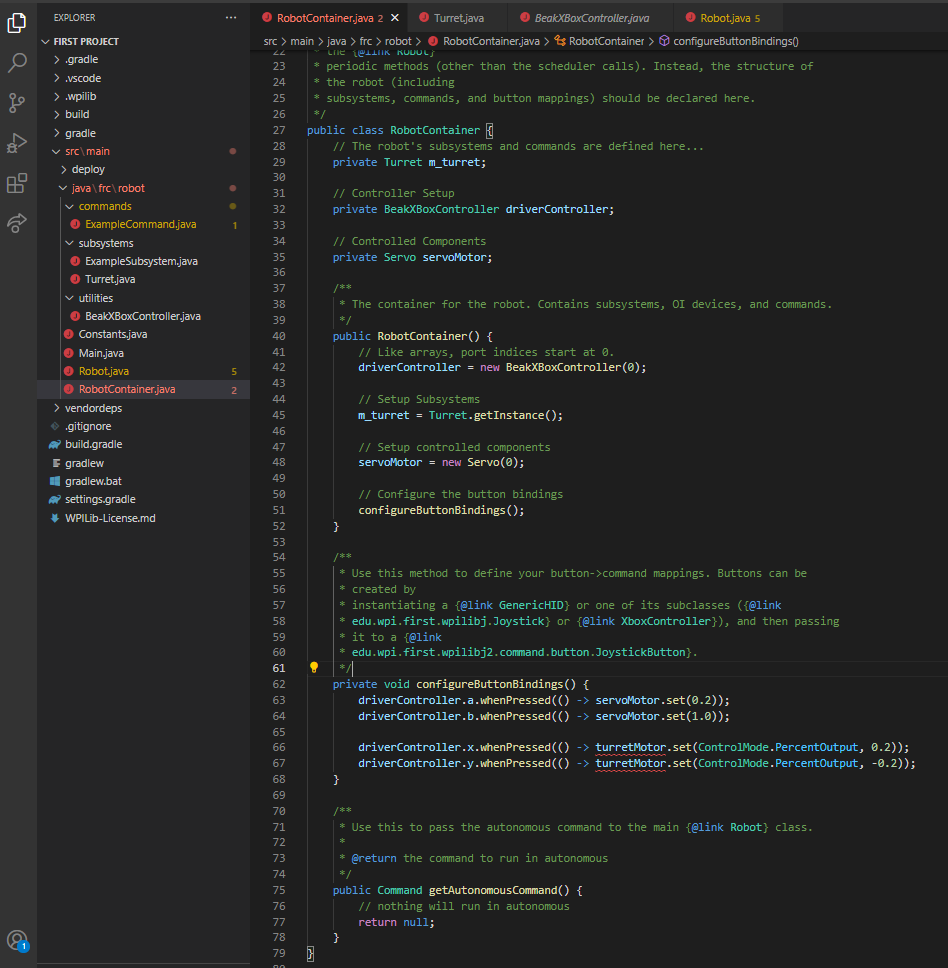 EXPLORER
FIRST PROJECT
.gradle
.vscode
.wpilib
build
gradle
src\main
deploy
java\frc\robot
commands
ExampleCommand.java 1
subsystems
ExampleSubsystem.java
Turret.java
utilities
BeakXBoxController.java
Constants.java
Main.java
Robot.java 5
RobotContainer.java 2
vendordeps
.gitignore
build.gradle
gradlew
gradlew.bat
settings.gradle
WPILib-License.md
1
RobotContainer.java 2 Turret.java BeakXBoxController.java Robot.java 5
src > main > java > frc > robot > RobotContainer.java > RobotContainer > configureButtonBindings()
22 * the {@link Robot}
23 * periodic methods (other than the scheduler calls). Instead, the structure of
24 * the robot (including
25 * subsystems, commands, and button mappings) should be declared here.
26 */
27 public class RobotContainer {
28 // The robot's subsystems and commands are defined here...
29 private Turret m_turret;
30
31 // Controller Setup
32 private BeakXBoxController driverController;
33
34 // Controlled Components
35 private Servo servoMotor;
36
37 /**
38 * The container for the robot. Contains subsystems, OI devices, and commands.
39 */
40 public RobotContainer() {
41 // Like arrays, port indices start at 0.
42 driverController = new BeakXBoxController(0);
43
44 // Setup Subsystems
45 m_turret = Turret.getInstance();
46
47 // Setup controlled components
48 servoMotor = new Servo(0);
49
50 // Configure the button bindings
51 configureButtonBindings();
52 }
53
54 /**
55 * Use this method to define your button->command mappings. Buttons can be
56 * created by
57 * instantiating a {@link GenericHID} or one of its subclasses ({@link
58 * edu.wpi.first.wpilibj.Joystick} or {@link XboxController}), and then passing
59 * it to a {@link
60 * edu.wpi.first.wpilibj2.command.button.JoystickButton}.
61 */
62 private void configureButtonBindings() {
63 driverController.a.whenPressed(() -> servoMotor.set(0.2));
64 driverController.b.whenPressed(() -> servoMotor.set(1.0));
65
66 driverController.x.whenPressed(() -> turretMotor.set(ControlMode.PercentOutput, 0.2));
67 driverController.y.whenPressed(() -> turretMotor.set(ControlMode.PercentOutput, -0.2));
68 }
69
70 /**
71 * Use this to pass the autonomous command to the main {@link Robot} class.
72 *
73 * @return the command to run in autonomous
74 */
75 public Command getAutonomousCommand() {
76 // nothing will run in autonomous
77 return null;
78 }
79 }
80